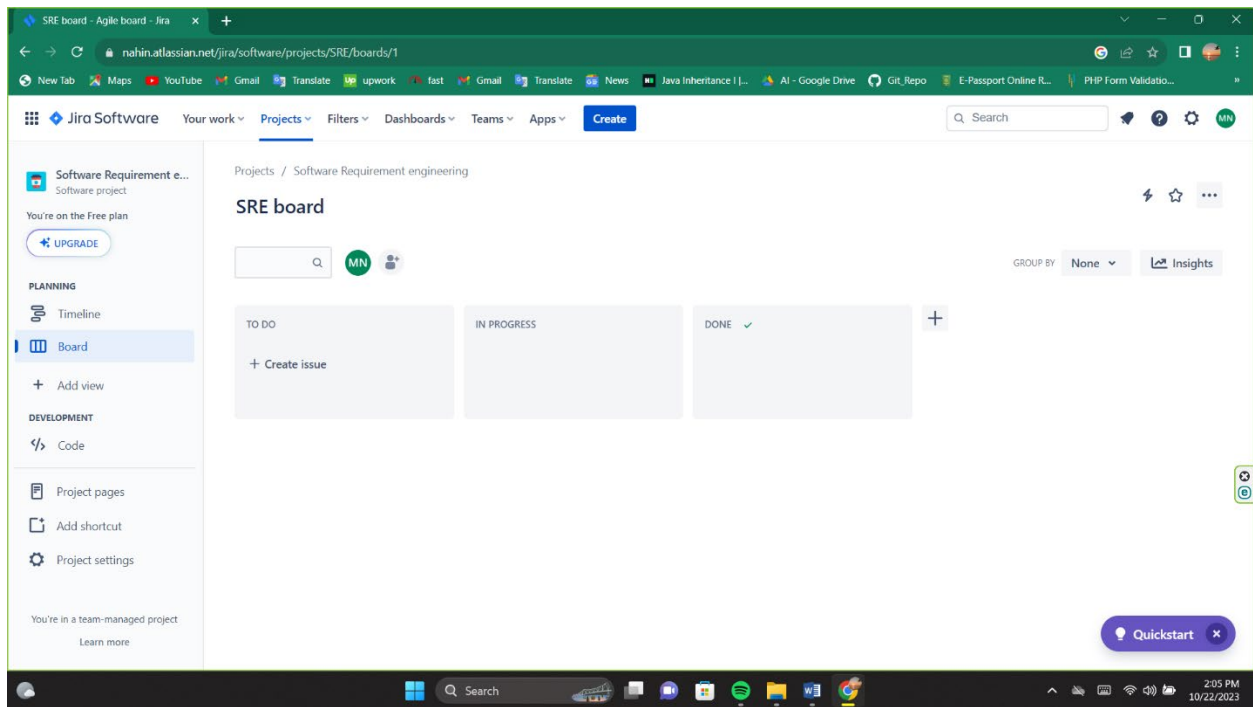 SRE board - Agile board - Jira
nahin.atlassian.net/jira/software/projects/SRE/boards/1
New Tab Maps YouTube Gmail Translate Up upwork fast Gmail Translate News Java Inheritance | J... AI - Google Drive Git_Repo E-Passport Online R... PHP Form Validatio... »
Jira Software Your work Projects Filters Dashboards Teams Apps Create Search MN
Software Requirement e...
Software project
You're on the Free plan
UPGRADE
PLANNING
Timeline
Board
Add view
DEVELOPMENT
Code
Project pages
Add shortcut
Project settings
You're in a team-managed project
Learn more
Projects / Software Requirement engineering
SRE board
MN
GROUP BY None Insights
TO DO IN PROGRESS DONE
+ Create issue
Quickstart
Search
2:05 PM
10/22/2023